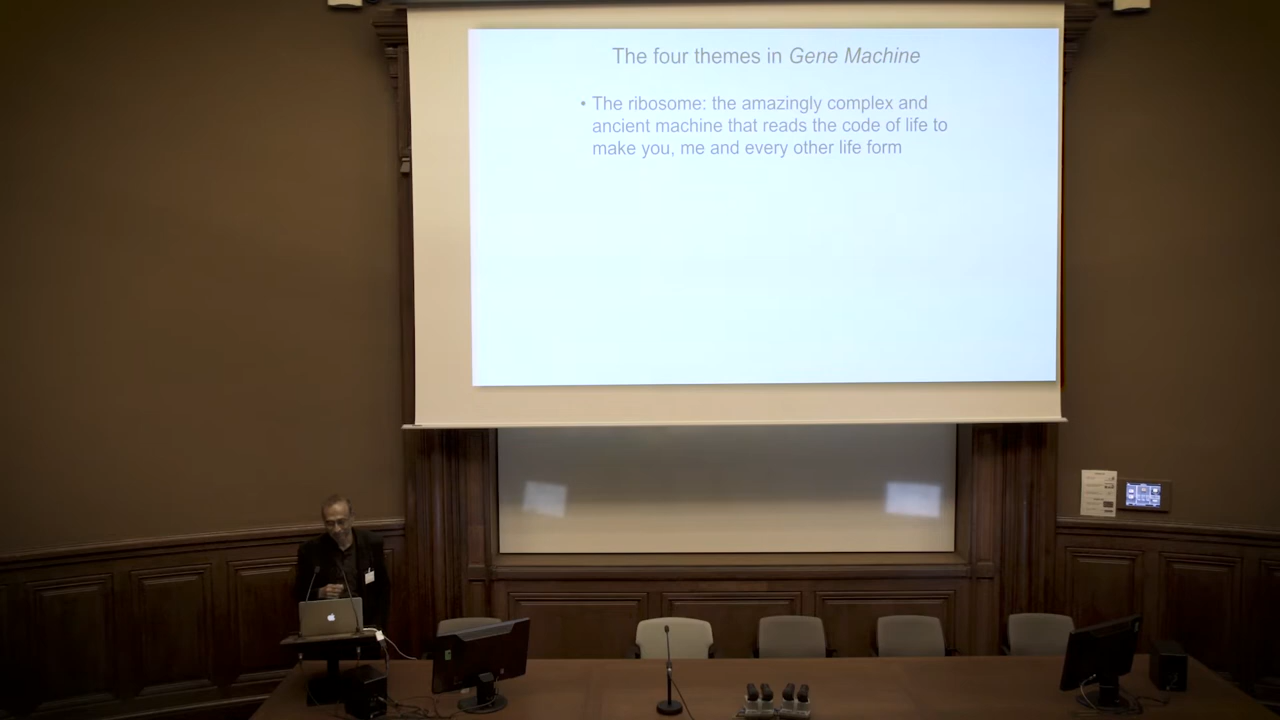 The four themes in Gene Machine
• The ribosome: the amazingly complex and
ancient machine that reads the code of life to
make you, me and every other life form